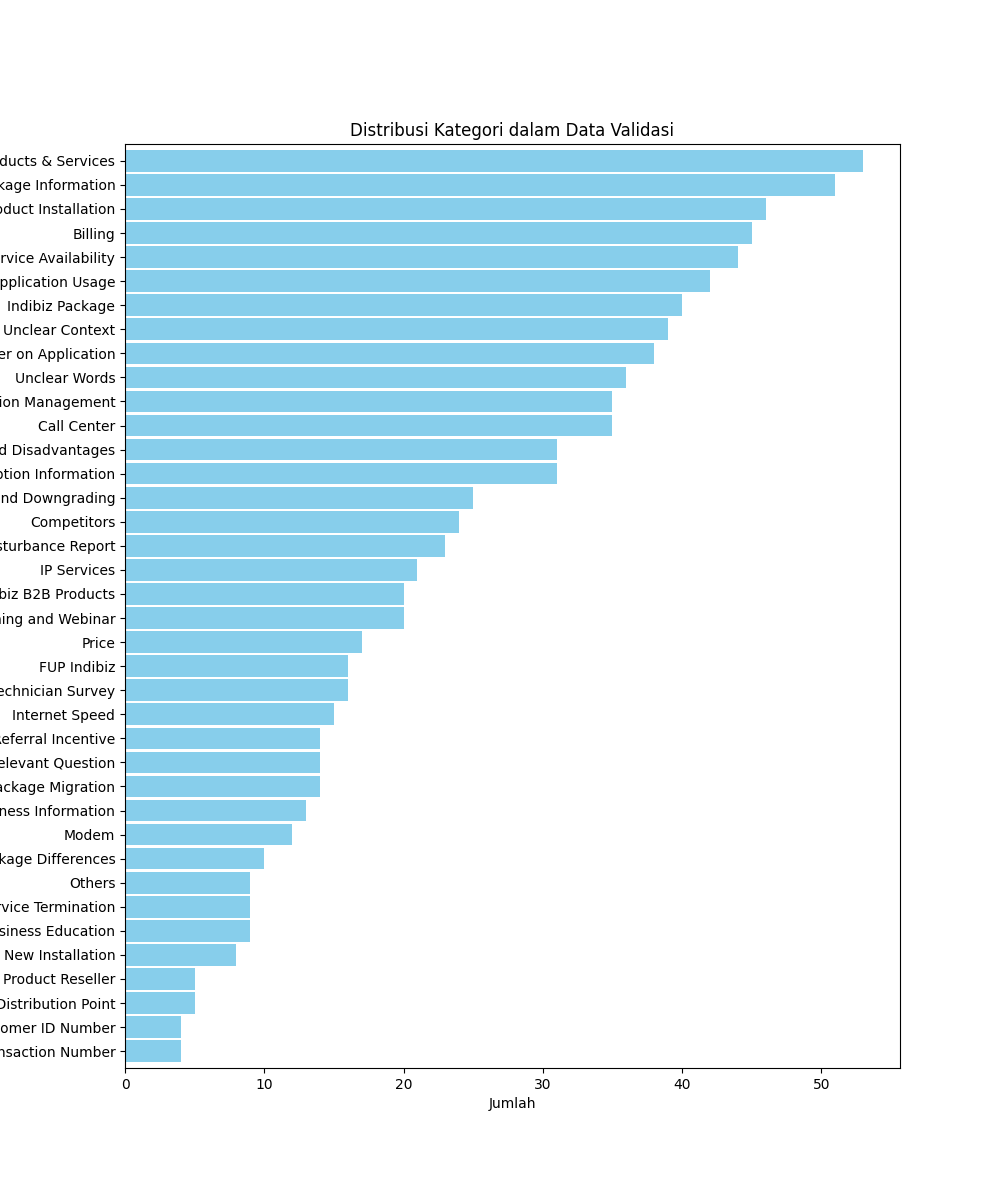 Distribusi Kategori dalam Data Validasi
ducts & Services
kage Information
oduct Installation
Billing
rvice Availability
pplication Usage
Indibiz Package
Unclear Context
er on Application
Unclear Words
ion Management
Call Center
d Disadvantages
ption Information
nd Downgrading
Competitors
sturbance Report
IP Services
biz B2B Products
ning and Webinar
Price
FUP Indibiz
echnician Survey
Internet Speed
Referral Incentive
elevant Question
ackage Migration
ness Information
Modem
kage Differences
Others
rvice Termination
siness Education
New Installation
Product Reseller
Distribution Point
omer ID Number
nsaction Number
0 10 20 30 40 50
Jumlah